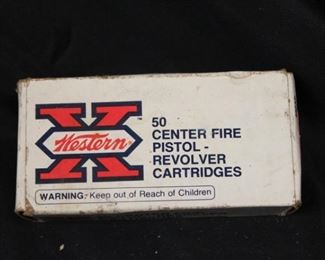 X
Western
50
CENTER FIRE
PISTOL -
REVOLVER
CARTRIDGES
WARNING: Keep out of Reach of Children